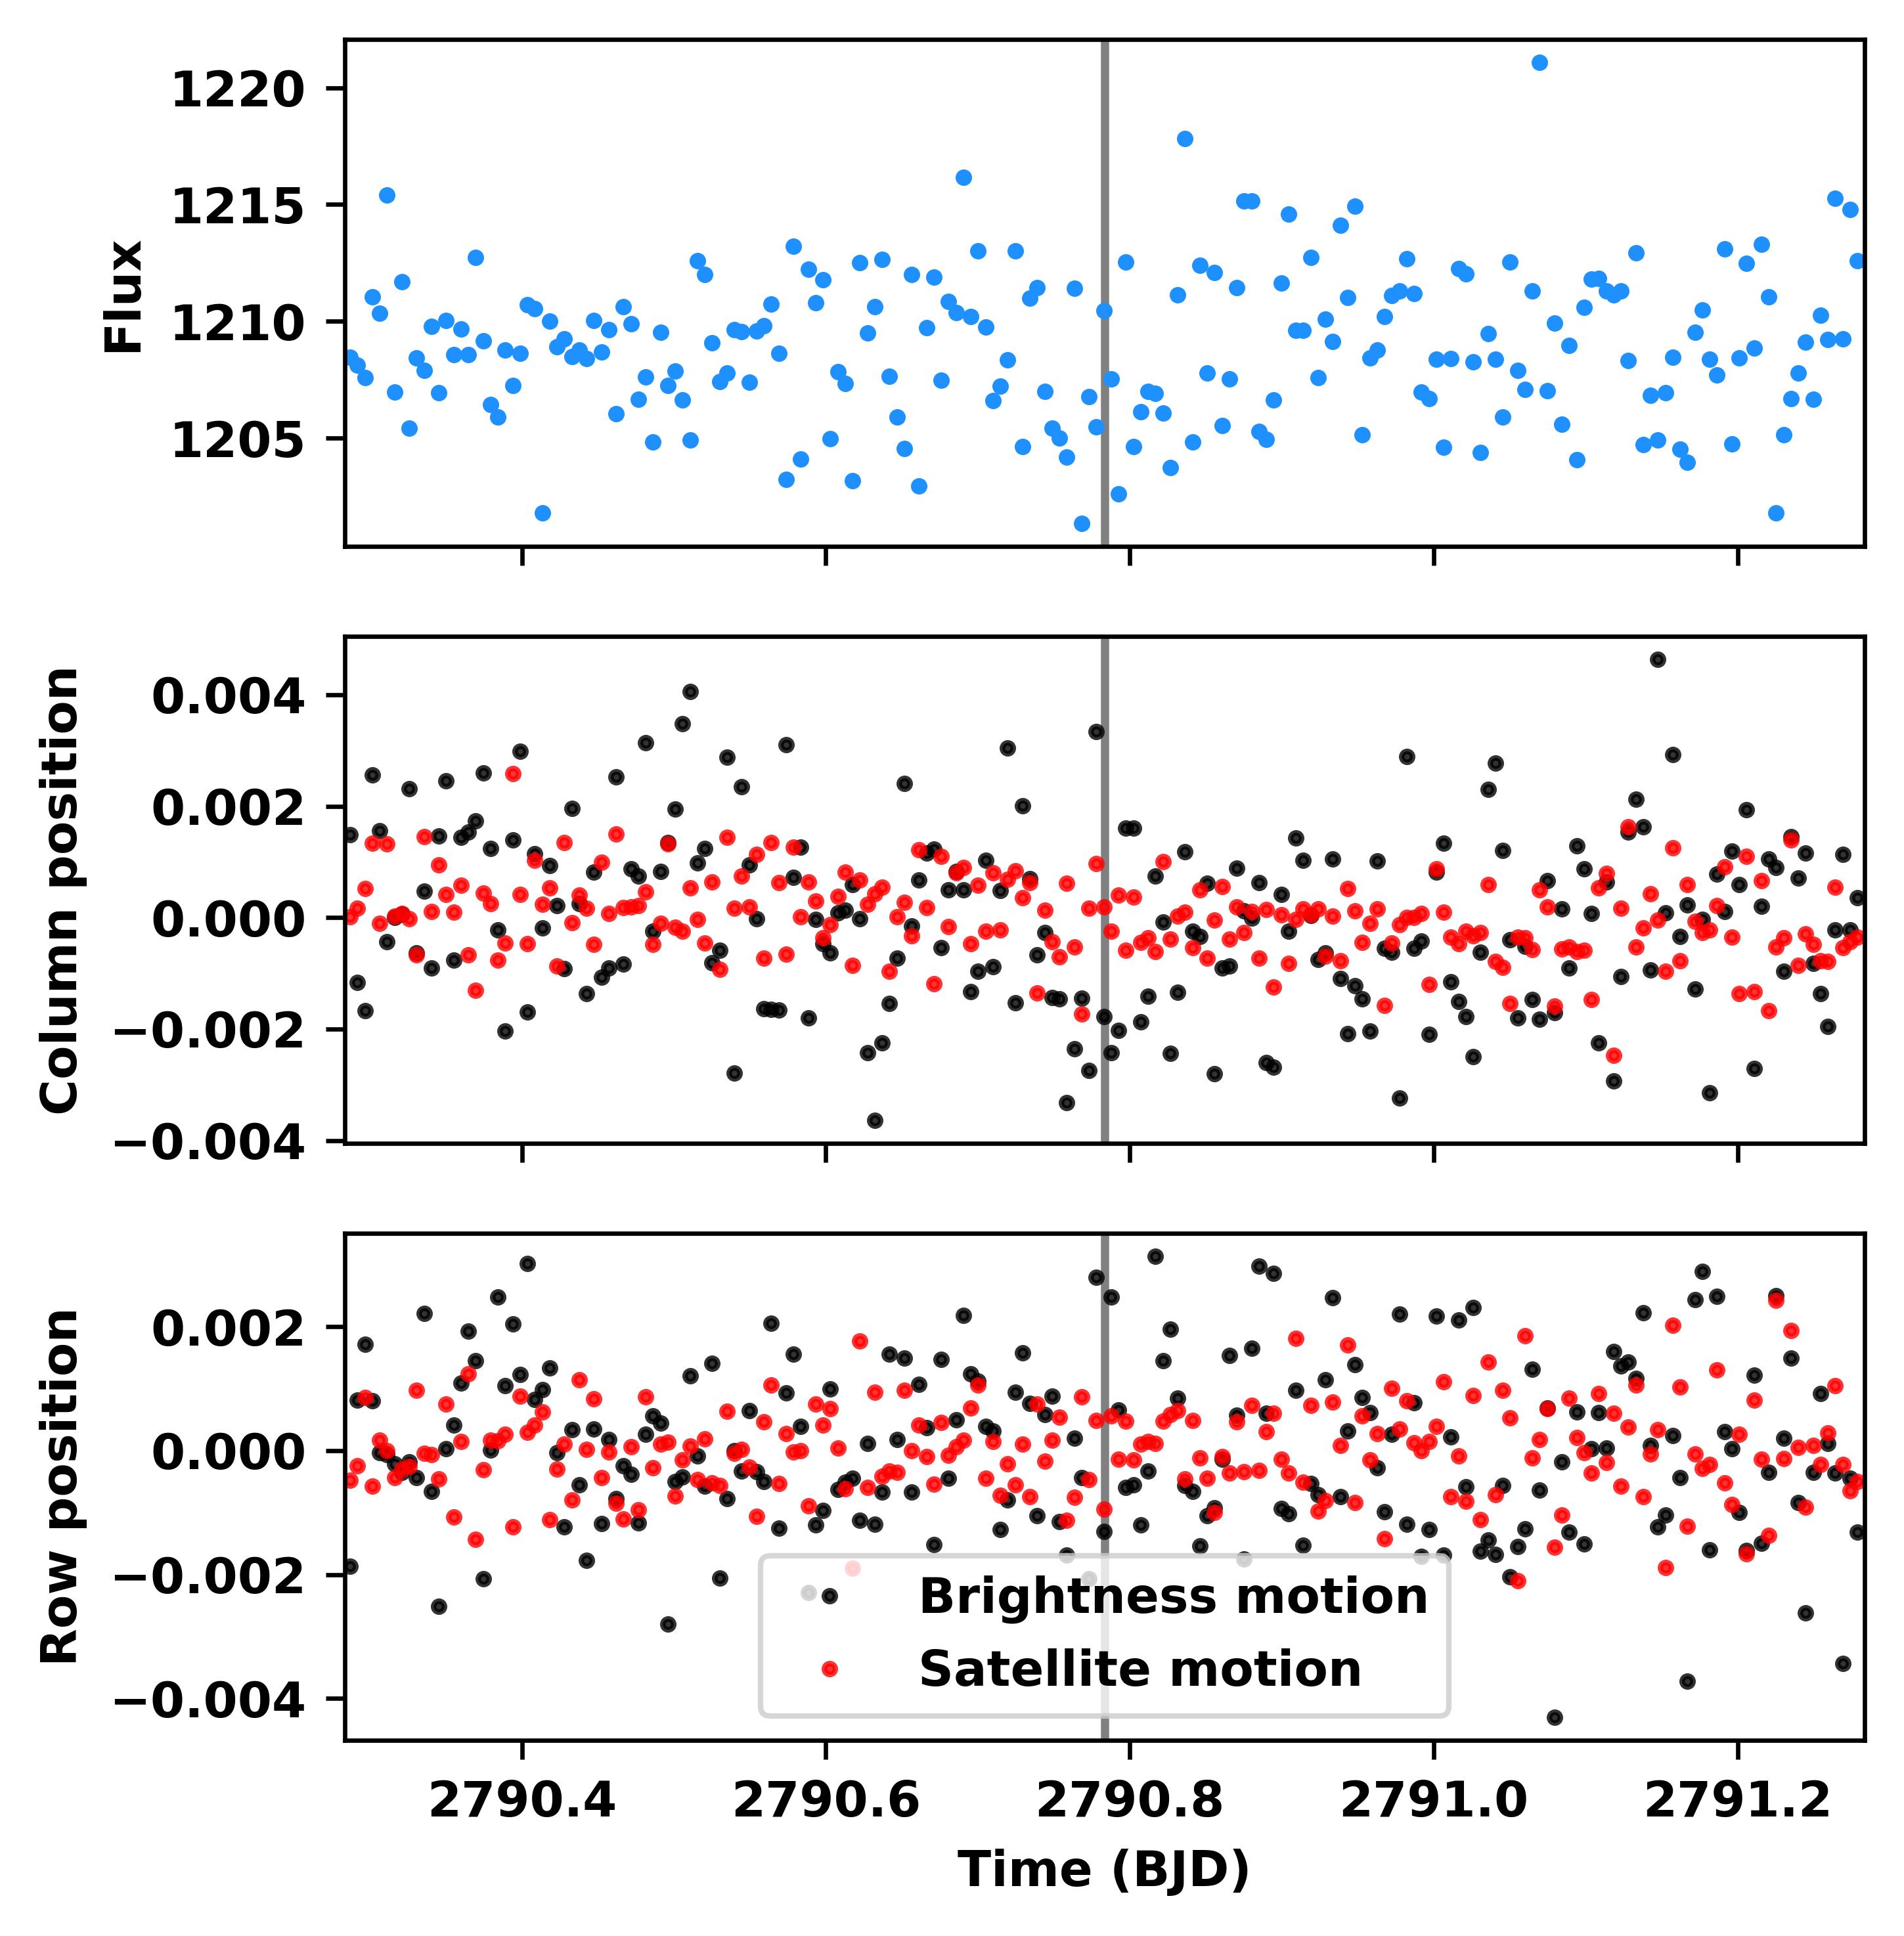 Flux
1220
1215
1210
1205
Column position
0.004
0.002
0.000
−0.002
−0.004
Row position
0.002
0.000
−0.002
−0.004
Brightness motion
Satellite motion
2790.4 2790.6 2790.8 2791.0 2791.2
Time (BJD)